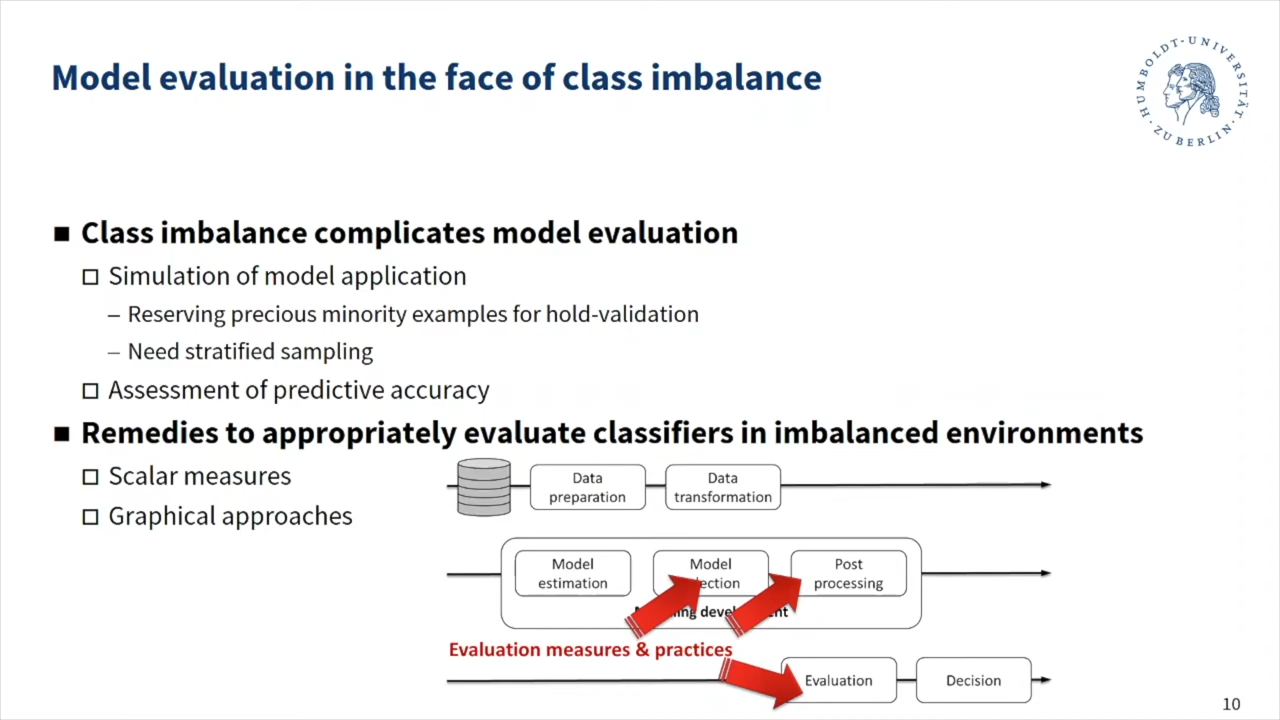 Model evaluation in the face of class imbalance
HUMBOLDT-UNIVERSITÄT
ZU BERLIN
■ Class imbalance complicates model evaluation
□ Simulation of model application
– Reserving precious minority examples for hold-validation
– Need stratified sampling
□ Assessment of predictive accuracy
■ Remedies to appropriately evaluate classifiers in imbalanced environments
□ Scalar measures
□ Graphical approaches
Data
preparation
Data
transformation
Model
estimation
Model
Post
processing
Evaluation measures & practices
Evaluation
Decision
10